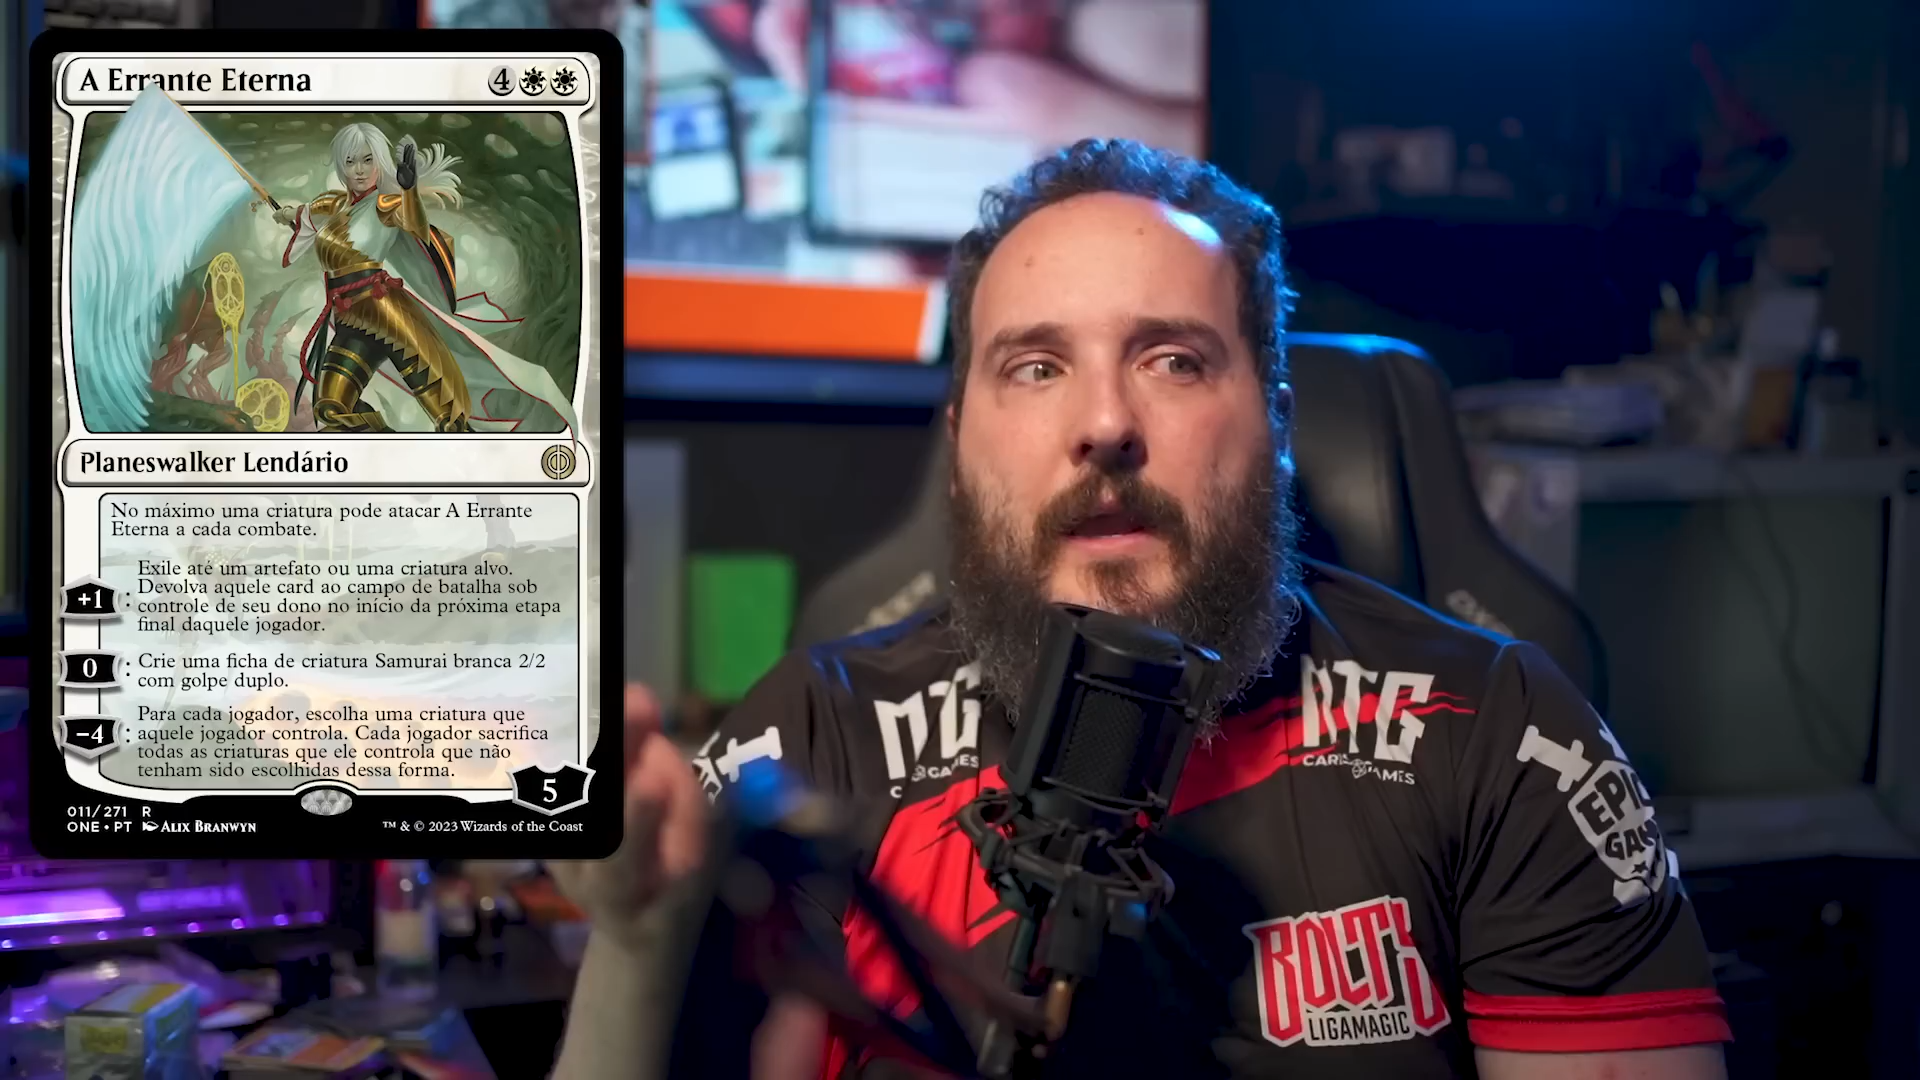 A Errante Eterna
4
Planeswalker Lendário
No máximo uma criatura pode atacar A Errante
Eterna a cada combate.
+1 : Exile até um artefato ou uma criatura alvo.
Devolva aquele card ao campo de batalha sob
controle de seu dono no início da próxima etapa
final daquele jogador.
0 : Crie uma ficha de criatura Samurai branca 2/2
com golpe duplo.
−4 : Para cada jogador, escolha uma criatura que
aquele jogador controla. Cada jogador sacrifica
todas as criaturas que ele controla que não
tenham sido escolhidas dessa forma.
5
011/271 R
ONE • PT ALIX BRANWYN
™ & © 2023 Wizards of the Coast
MTG
MTG
EPIC
GAME
BOLTS
LIGAMAGIC